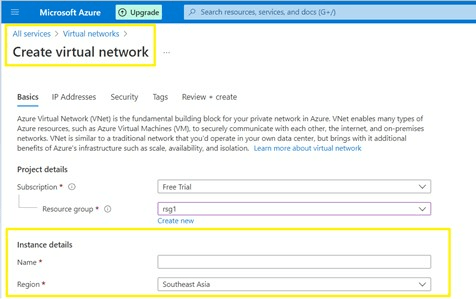 Microsoft Azure
Upgrade
Search resources, services, and docs (G+/)
All services > Virtual networks >
Create virtual network ...
Basics IP Addresses Security Tags Review + create
Azure Virtual Network (VNet) is the fundamental building block for your private network in Azure. VNet enables many types of
Azure resources, such as Azure Virtual Machines (VM), to securely communicate with each other, the internet, and on-premises
networks. VNet is similar to a traditional network that you'd operate in your own data center, but brings with it additional
benefits of Azure's infrastructure such as scale, availability, and isolation. Learn more about virtual network
Project details
Subscription * Free Trial
Resource group * rsg1
Create new
Instance details
Name *
Region * Southeast Asia